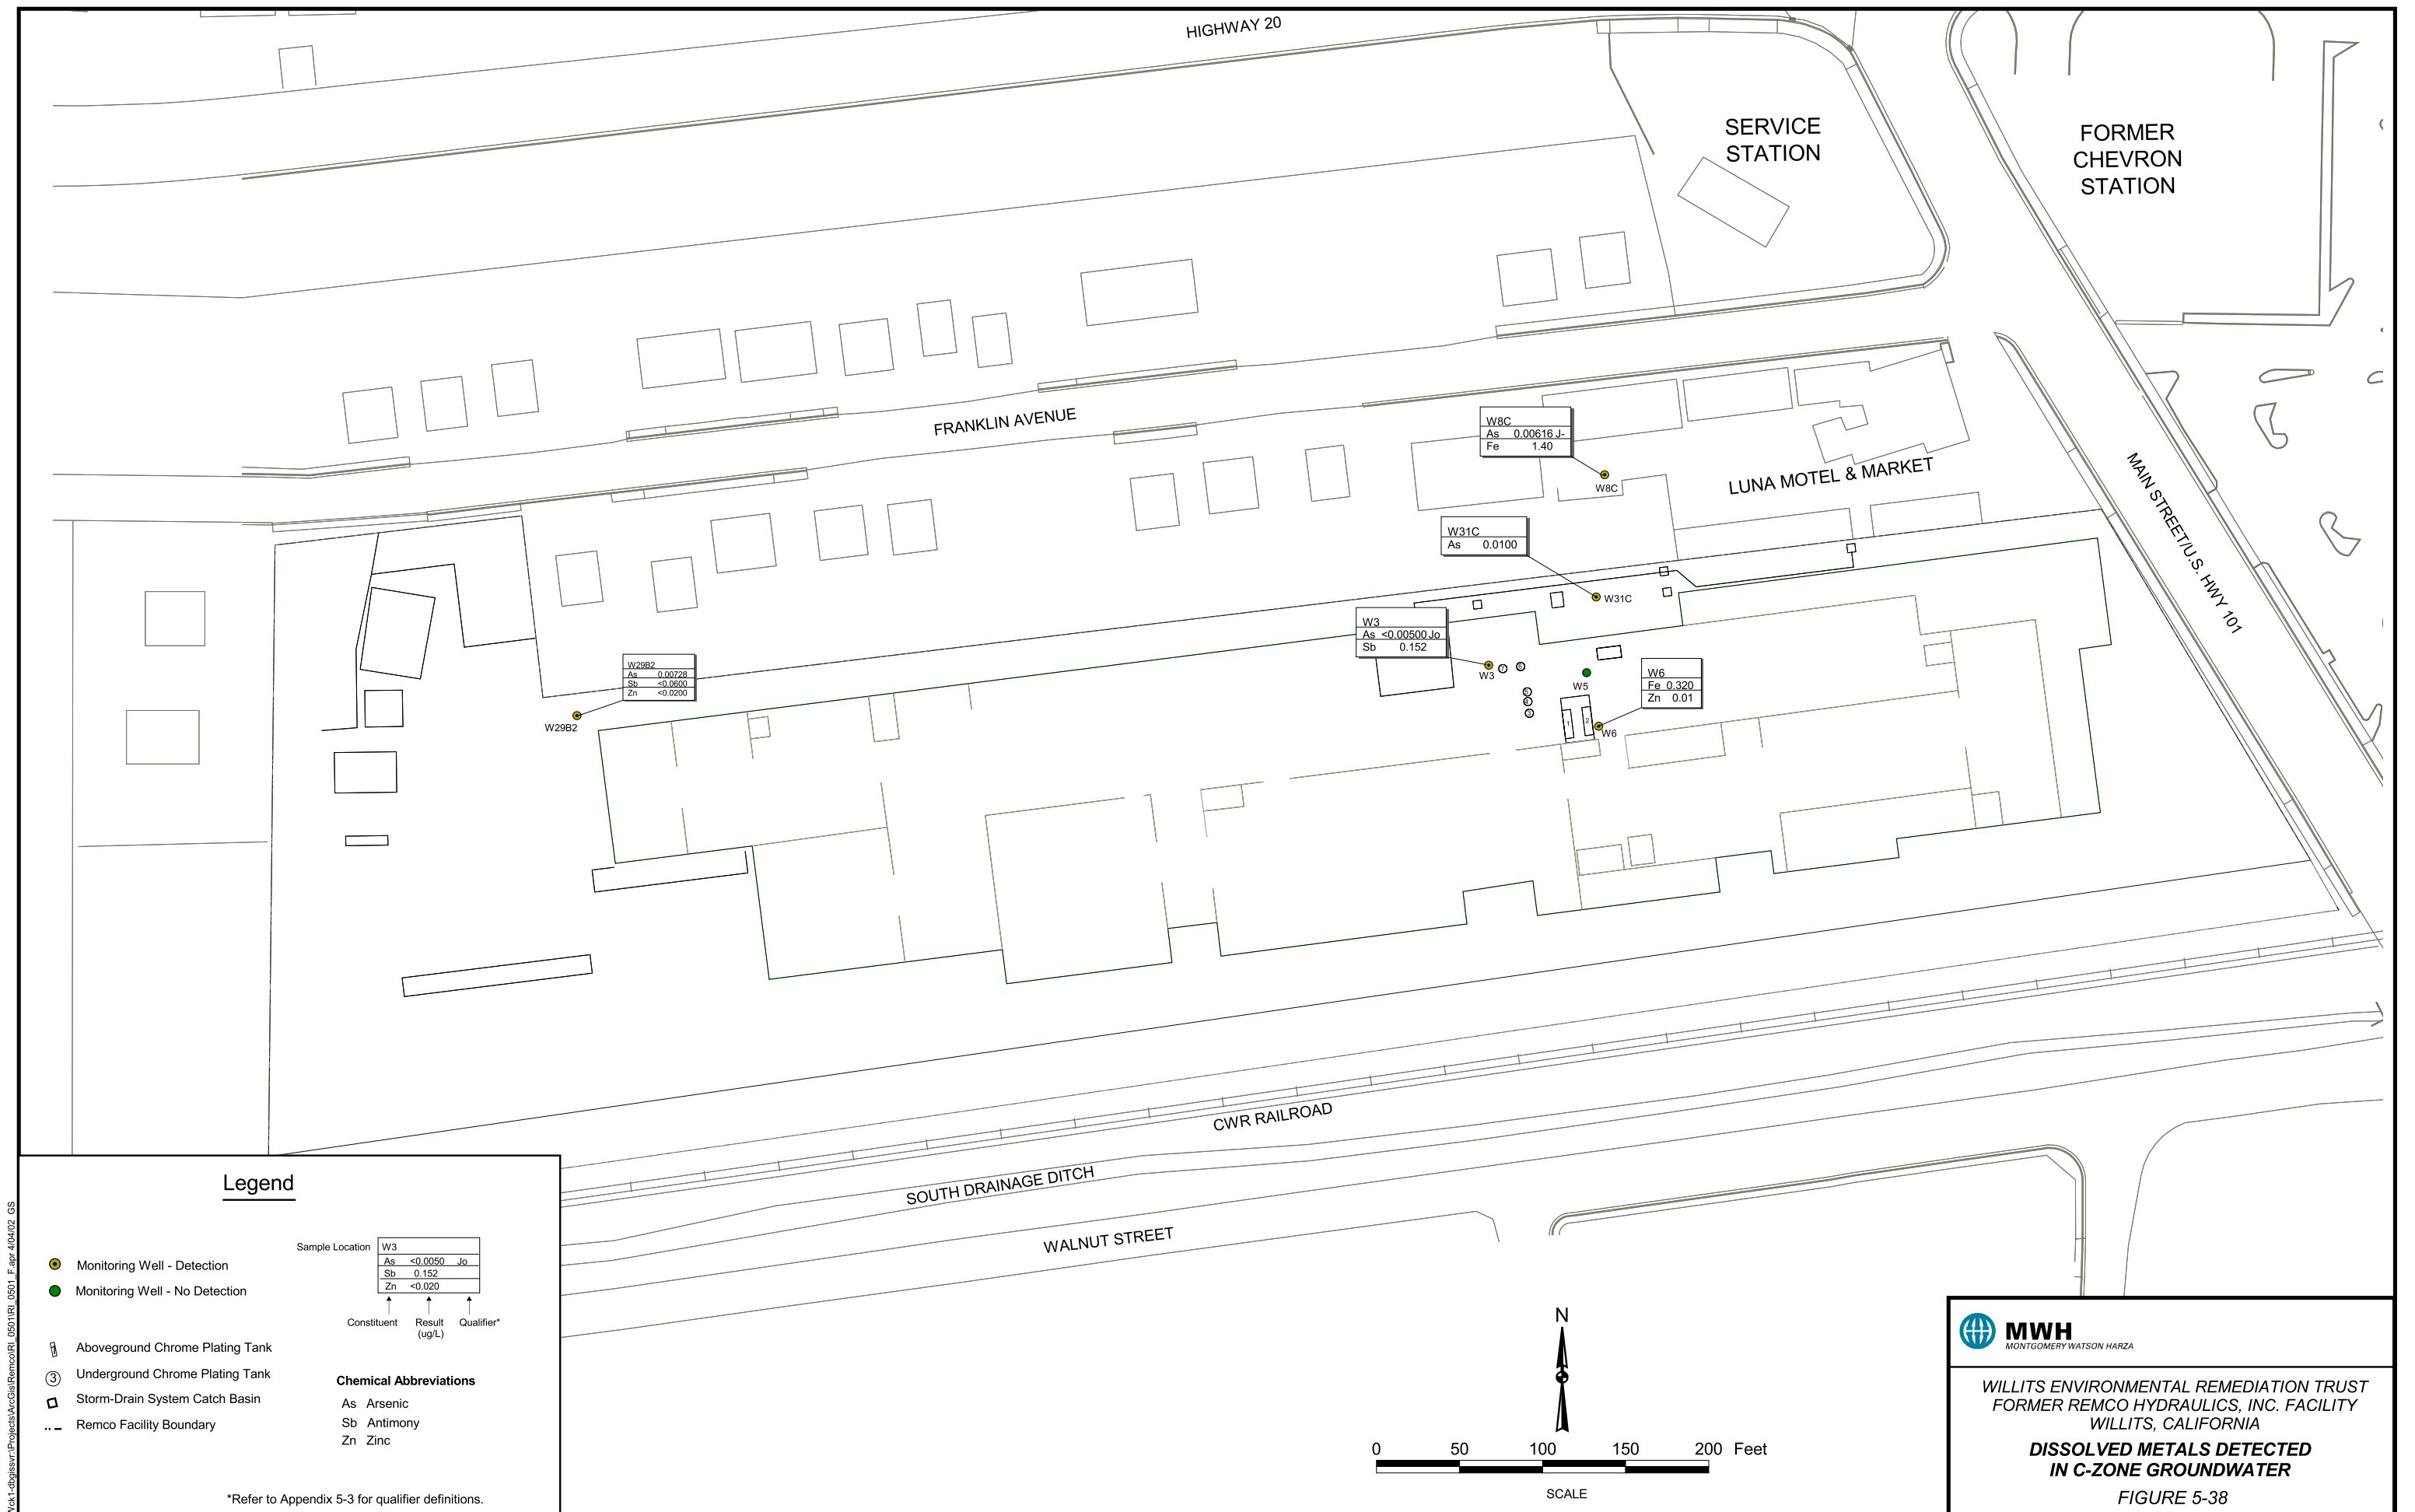 HIGHWAY 20
SERVICE
STATION
FORMER
CHEVRON
STATION
FRANKLIN AVENUE
W8C
As 0.00616 J-
Fe 1.40
W8C
LUNA MOTEL & MARKET
MAIN STREET/U.S. HWY 101
W31C
As 0.0100
W31C
W3
As <0.00500 Jo
Sb 0.152
W3
7
6
5
4
3
W5
W6
Fe 0.320
Zn 0.01
1
2
W6
W29B2
As 0.00728
Sb <0.0600
Zn <0.0200
W29B2
CWR RAILROAD
SOUTH DRAINAGE DITCH
WALNUT STREET
Legend
Monitoring Well - Detection
Monitoring Well - No Detection
Aboveground Chrome Plating Tank
3 Underground Chrome Plating Tank
Storm-Drain System Catch Basin
Remco Facility Boundary
Sample Location
W3
As <0.0050 Jo
Sb 0.152
Zn <0.020
Constituent Result Qualifier*
(ug/L)
Chemical Abbreviations
As Arsenic
Sb Antimony
Zn Zinc
*Refer to Appendix 5-3 for qualifier definitions.
N
0 50 100 150 200 Feet
SCALE
MWH
MONTGOMERY WATSON HARZA
WILLITS ENVIRONMENTAL REMEDIATION TRUST
FORMER REMCO HYDRAULICS, INC. FACILITY
WILLITS, CALIFORNIA
DISSOLVED METALS DETECTED
IN C-ZONE GROUNDWATER
FIGURE 5-38